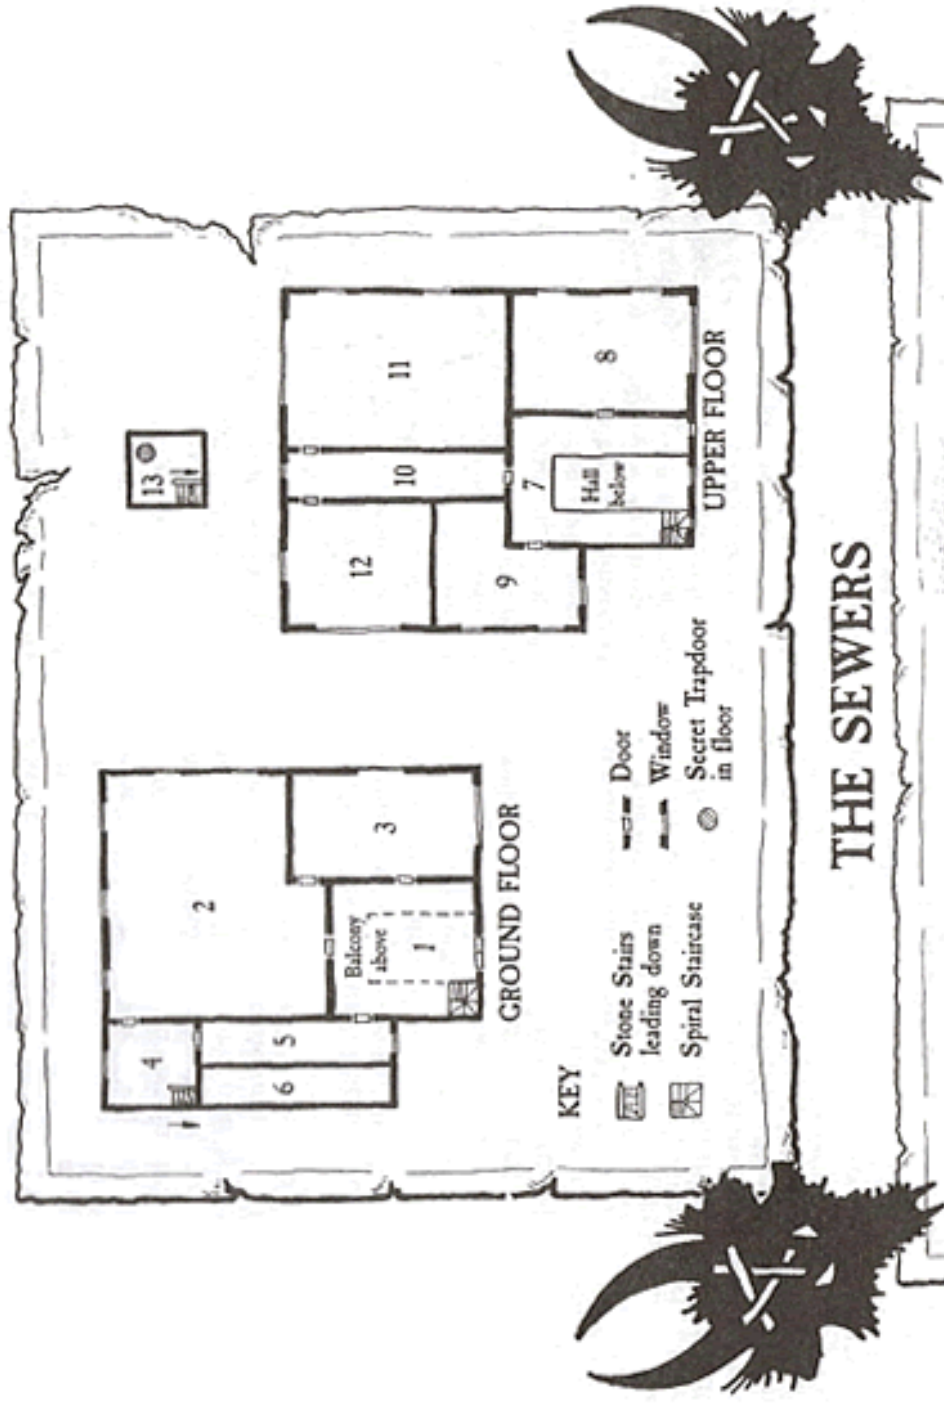 13
11
12
10
9
7
8
Hall
below
UPPER FLOOR
2
4
3
5
6
Balcony
above
1
GROUND FLOOR
KEY
Stone Stairs
leading down
Spiral Staircase
Door
Window
Secret Trapdoor
in floor
THE SEWERS